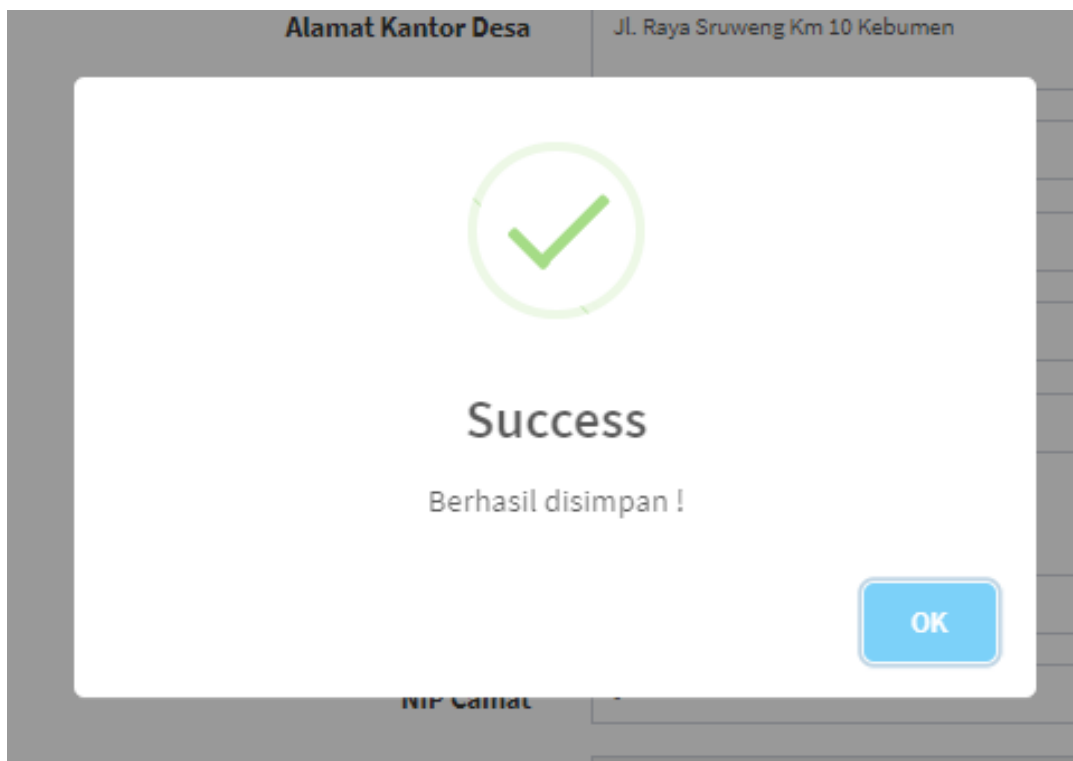 Alamat Kantor Desa
Jl. Raya Sruweng Km 10 Kebumen
Success
Berhasil disimpan !
OK
NIP Camat